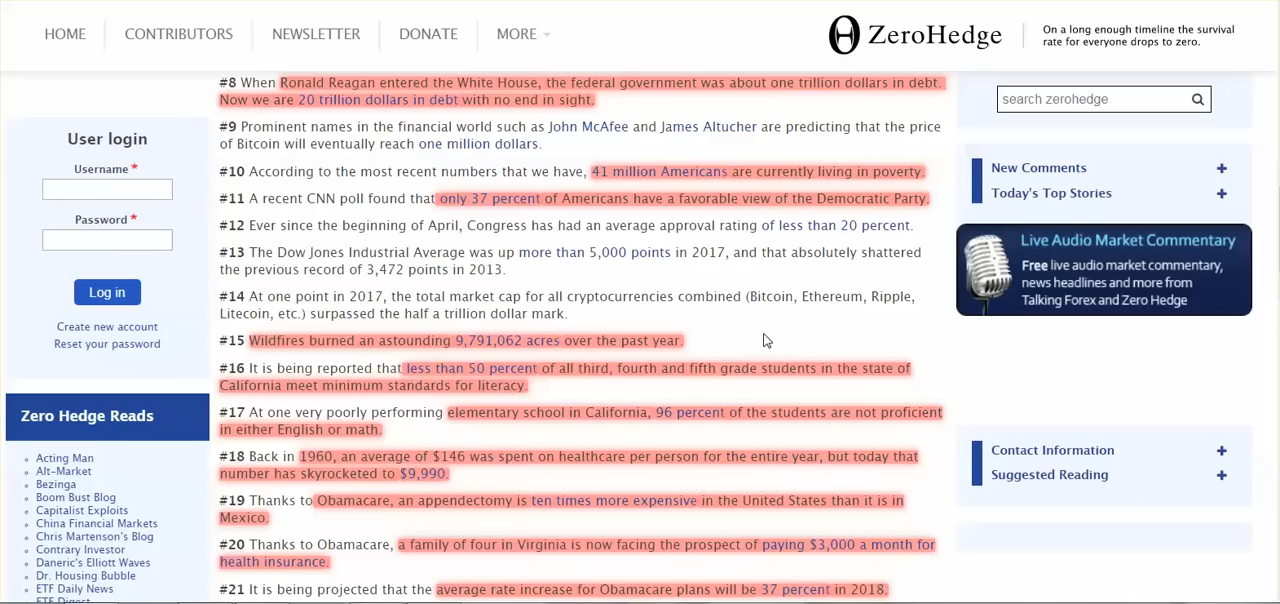 HOME
CONTRIBUTORS
NEWSLETTER
DONATE
MORE
ZeroHedge
On a long enough timeline the survival
rate for everyone drops to zero.
User login
Username *
Password *
Log in
Create new account
Reset your password
Zero Hedge Reads
Acting Man
Alt-Market
Bezinga
Boom Bust Blog
Capitalist Exploits
China Financial Markets
Chris Martenson's Blog
Contrary Investor
Daneric's Elliott Waves
Dr. Housing Bubble
ETF Daily News
ETF Digest
#8 When Ronald Reagan entered the White House, the federal government was about one trillion dollars in debt.
Now we are 20 trillion dollars in debt with no end in sight.
#9 Prominent names in the financial world such as John McAfee and James Altucher are predicting that the price
of Bitcoin will eventually reach one million dollars.
#10 According to the most recent numbers that we have, 41 million Americans are currently living in poverty.
#11 A recent CNN poll found that only 37 percent of Americans have a favorable view of the Democratic Party.
#12 Ever since the beginning of April, Congress has had an average approval rating of less than 20 percent.
#13 The Dow Jones Industrial Average was up more than 5,000 points in 2017, and that absolutely shattered
the previous record of 3,472 points in 2013.
#14 At one point in 2017, the total market cap for all cryptocurrencies combined (Bitcoin, Ethereum, Ripple,
Litecoin, etc.) surpassed the half a trillion dollar mark.
#15 Wildfires burned an astounding 9,791,062 acres over the past year.
#16 It is being reported that less than 50 percent of all third, fourth and fifth grade students in the state of
California meet minimum standards for literacy.
#17 At one very poorly performing elementary school in California, 96 percent of the students are not proficient
in either English or math.
#18 Back in 1960, an average of $146 was spent on healthcare per person for the entire year, but today that
number has skyrocketed to $9,990.
#19 Thanks to Obamacare, an appendectomy is ten times more expensive in the United States than it is in
Mexico.
#20 Thanks to Obamacare, a family of four in Virginia is now facing the prospect of paying $3,000 a month for
health insurance.
#21 It is being projected that the average rate increase for Obamacare plans will be 37 percent in 2018.
search zerohedge
New Comments +
Today's Top Stories +
Live Audio Market Commentary
Free live audio market commentary,
news headlines and more from
Talking Forex and Zero Hedge
Contact Information +
Suggested Reading +